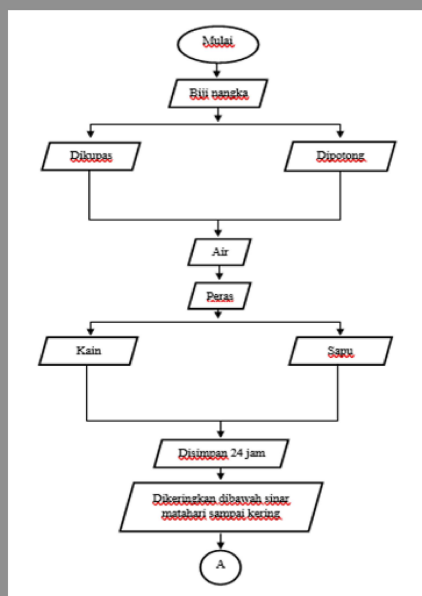 Mulai
Biji nangka
Dikupas
Dipotong
Air
Peras
Kain
Sapu
Disimpan 24 jam
Dikeringkan dibawah sinar
matahari sampai kering
A